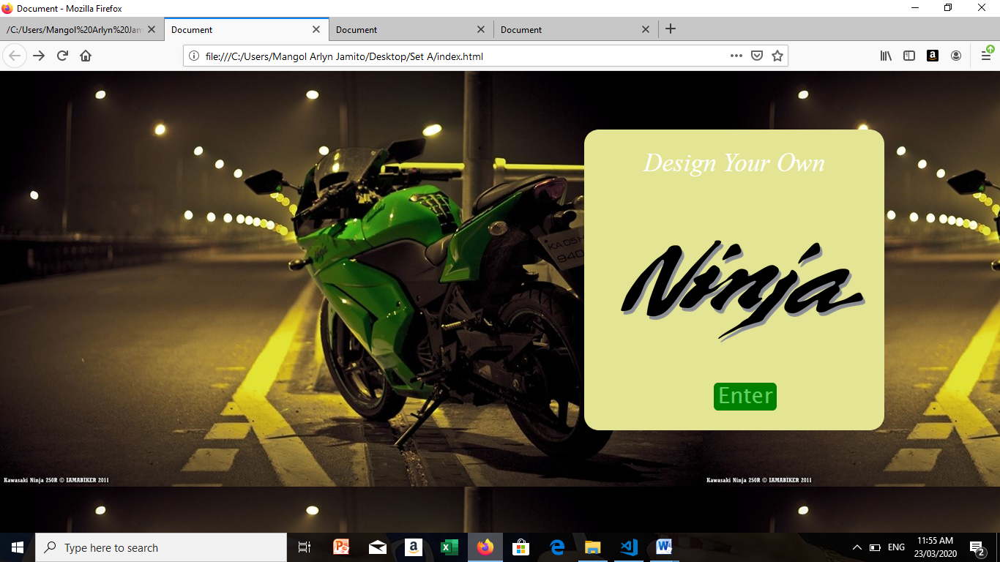 Document - Mozilla Firefox
/C:/Users/Mangol%20Arlyn%20Jam
Document
Document
Document
file:///C:/Users/Mangol Arlyn Jamito/Desktop/Set A/index.html
Design Your Own
Ninja
Ninja
KA 05H
940
Enter
Kawasaki Ninja 250R © IAMABIKER 2011
Kawasaki Ninja 250R © IAMABIKER 2011
Type here to search
ENG
11:55 AM
23/03/2020
2